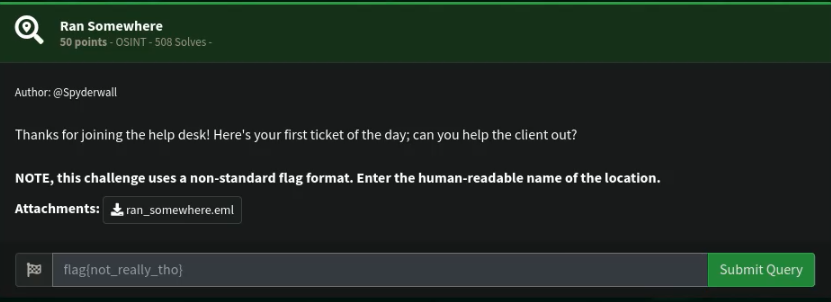 Ran Somewhere
50 points - OSINT - 508 Solves -
Author: @Spyderwall
Thanks for joining the help desk! Here's your first ticket of the day; can you help the client out?
NOTE, this challenge uses a non-standard flag format. Enter the human-readable name of the location.
Attachments: ran_somewhere.eml
flag{not_really_tho} Submit Query